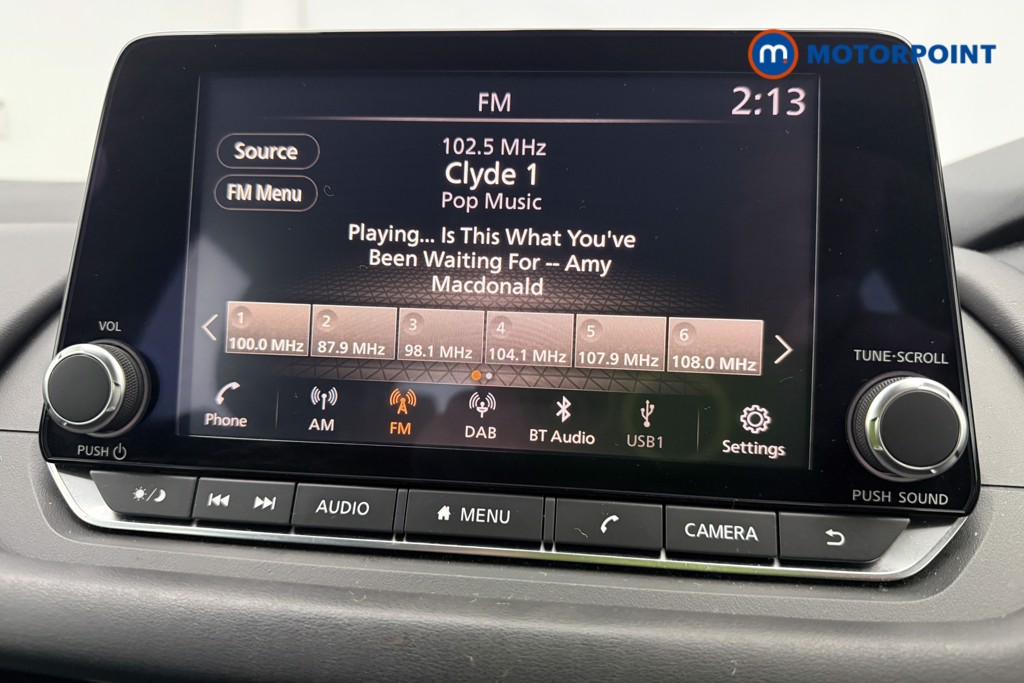 m. MOTORPOINT
FM
2:13
Source
102.5 MHz
FM Menu
Clyde 1
Pop Music
Playing... Is This What You've
Been Waiting For -- Amy
Macdonald
1 2 3 4 5 6
100.0 MHz 87.9 MHz 98.1 MHz 104.1 MHz 107.9 MHz 108.0 MHz
Phone AM FM DAB BT Audio USB1 Settings
VOL
PUSH
TUNE·SCROLL
PUSH SOUND
AUDIO MENU CAMERA